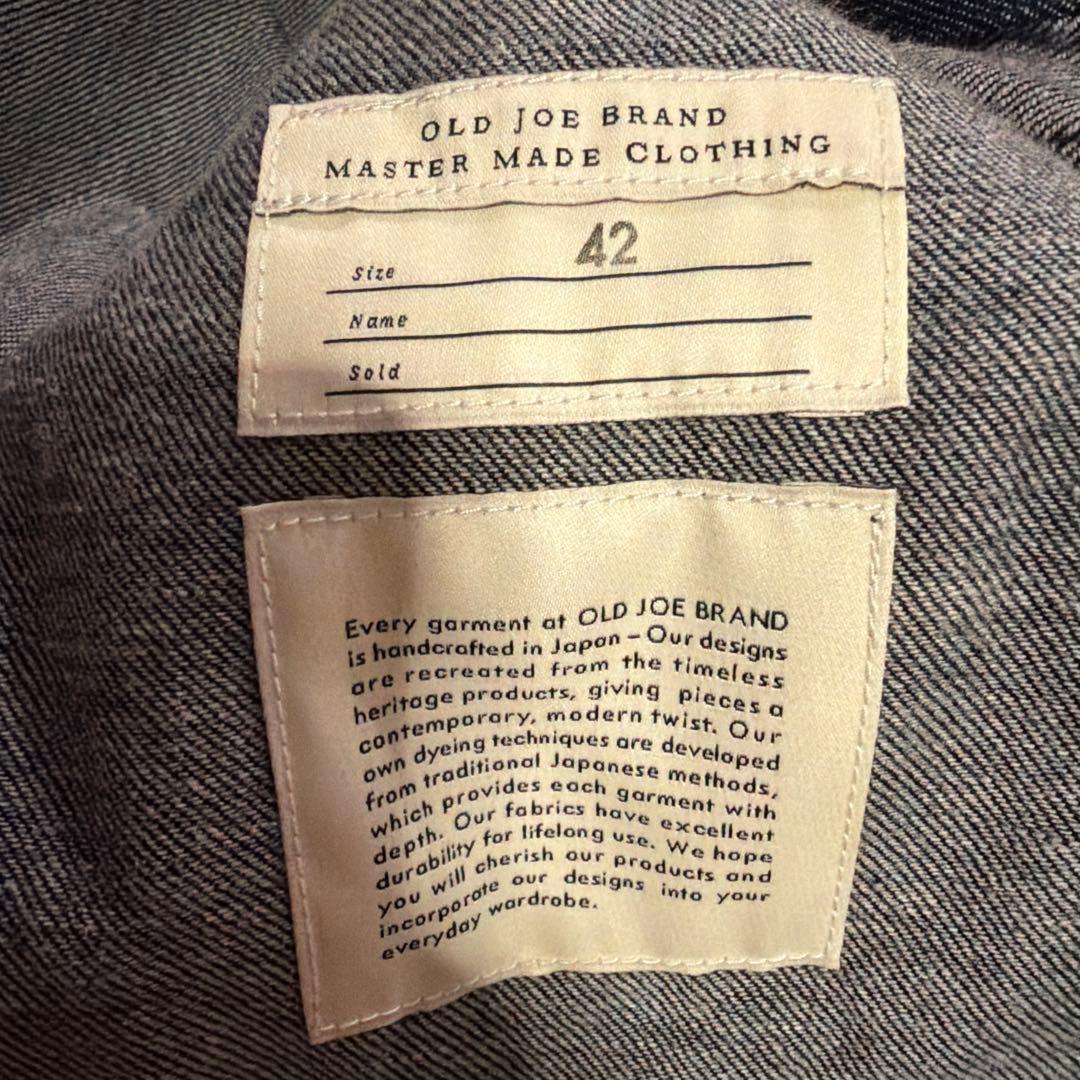 OLD JOE BRAND
MASTER MADE CLOTHING
Size 42
Name
Sold
Every garment at OLD JOE BRAND
is handcrafted in Japan – Our designs
are recreated from the timeless
heritage products, giving pieces a
contemporary, modern twist. Our
own dyeing techniques are developed
from traditional Japanese methods,
which provides each garment with
depth. Our fabrics have excellent
durability for lifelong use. We hope
you will cherish our products and
incorporate our designs into your
everyday wardrobe.